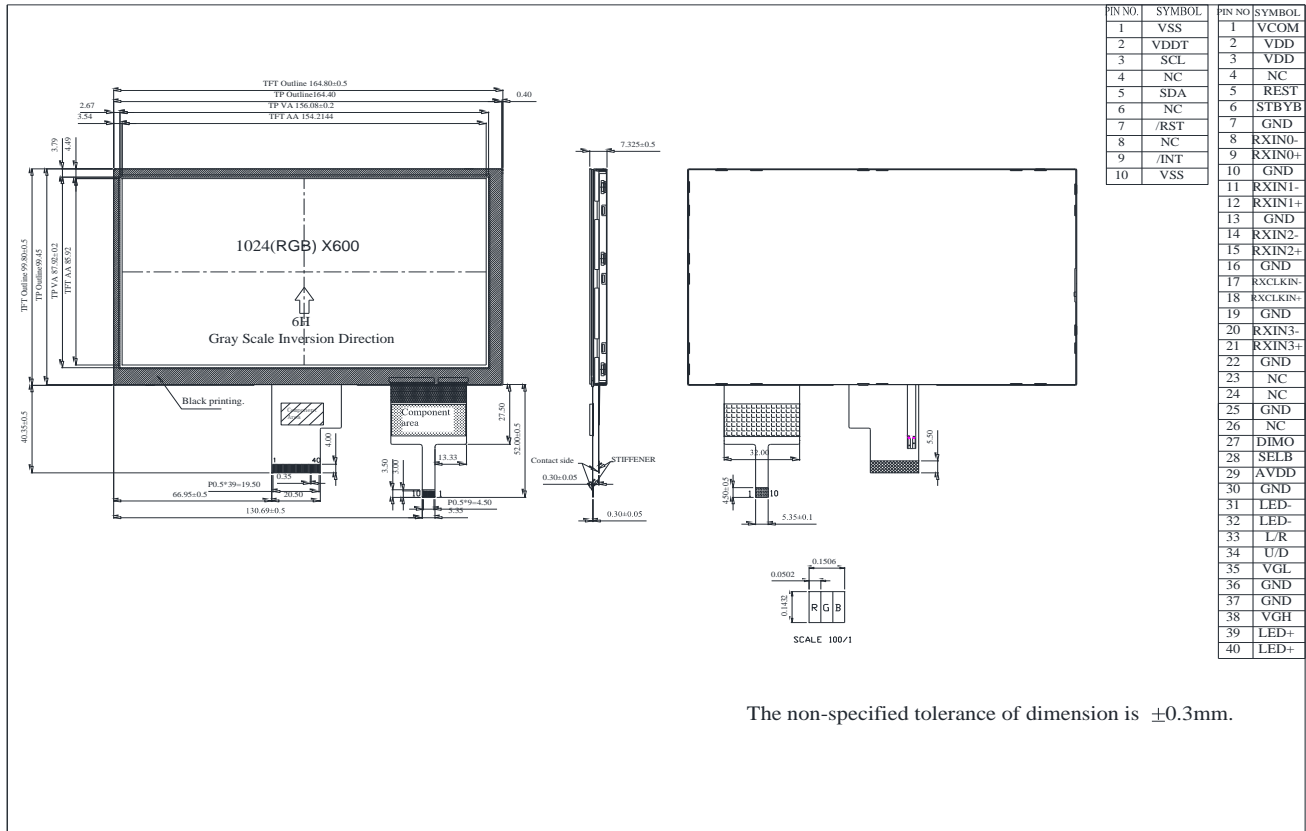 TFT Outline 164.80±0.5
TP Outline164.40
0.40
TP VA 156.08±0.2
2.67
TFT AA 154.2144
3.54
3.79
4.49
TFT Outline 99.80±0.5
TP Outline99.45
TP VA 87.92±0.2
TFT AA 85.92
1024(RGB) X600
6H
Gray Scale Inversion Direction
Black printing.
Component area
Component
area
40.35±0.5
4.00
1 40
0.35
P0.5*39=19.50
20.50
66.95±0.5
130.69±0.5
27.50
52.00±0.5
13.33
3.50
3.00
10 1
P0.5*9=4.50
5.35
7.325±0.5
Contact side
STIFFENER
0.30±0.05
0.30±0.05
32.00
5.50
4.50±0.5
1 10
5.35±0.1
0.1506
0.0502
0.1432
R G B
SCALE 100/1
PIN NO. SYMBOL
1 VSS
2 VDDT
3 SCL
4 NC
5 SDA
6 NC
7 /RST
8 NC
9 /INT
10 VSS
PIN NO SYMBOL
1 VCOM
2 VDD
3 VDD
4 NC
5 REST
6 STBYB
7 GND
8 RXIN0-
9 RXIN0+
10 GND
11 RXIN1-
12 RXIN1+
13 GND
14 RXIN2-
15 RXIN2+
16 GND
17 RXCLKIN-
18 RXCLKIN+
19 GND
20 RXIN3-
21 RXIN3+
22 GND
23 NC
24 NC
25 GND
26 NC
27 DIMO
28 SELB
29 AVDD
30 GND
31 LED-
32 LED-
33 L/R
34 U/D
35 VGL
36 GND
37 GND
38 VGH
39 LED+
40 LED+
The non-specified tolerance of dimension is ±0.3mm.